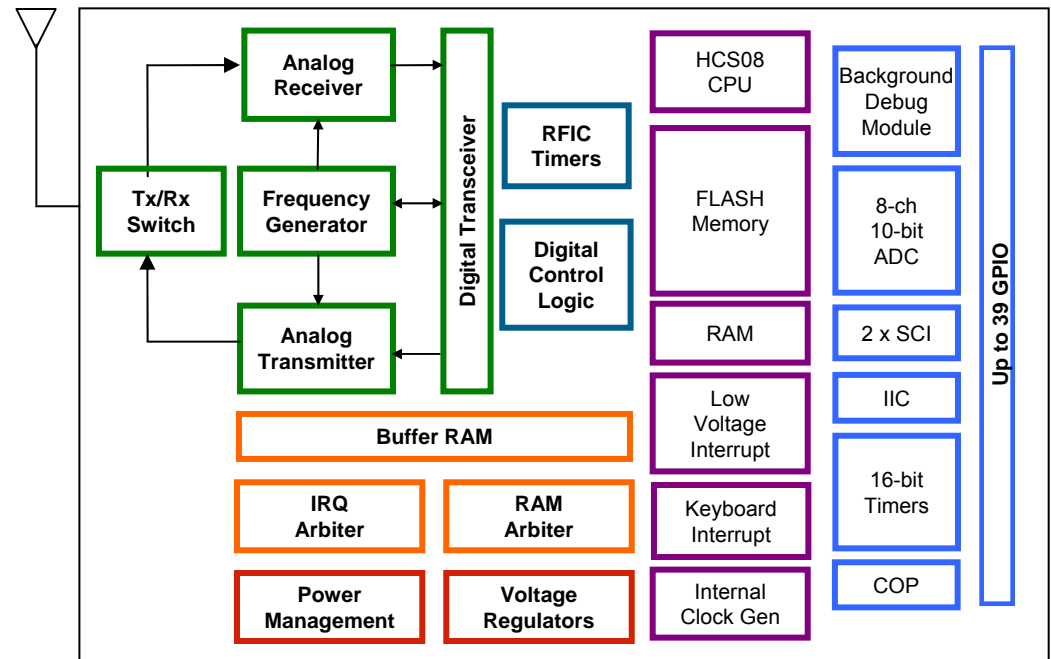 Analog
Receiver
Tx/Rx
Switch
Frequency
Generator
Analog
Transmitter
Digital Transceiver
RFIC
Timers
Digital
Control
Logic
Buffer RAM
IRQ
Arbiter
RAM
Arbiter
Power
Management
Voltage
Regulators
HCS08
CPU
FLASH
Memory
RAM
Low
Voltage
Interrupt
Keyboard
Interrupt
Internal
Clock Gen
Background
Debug
Module
8-ch
10-bit
ADC
2 x SCI
IIC
16-bit
Timers
COP
Up to 39 GPIO